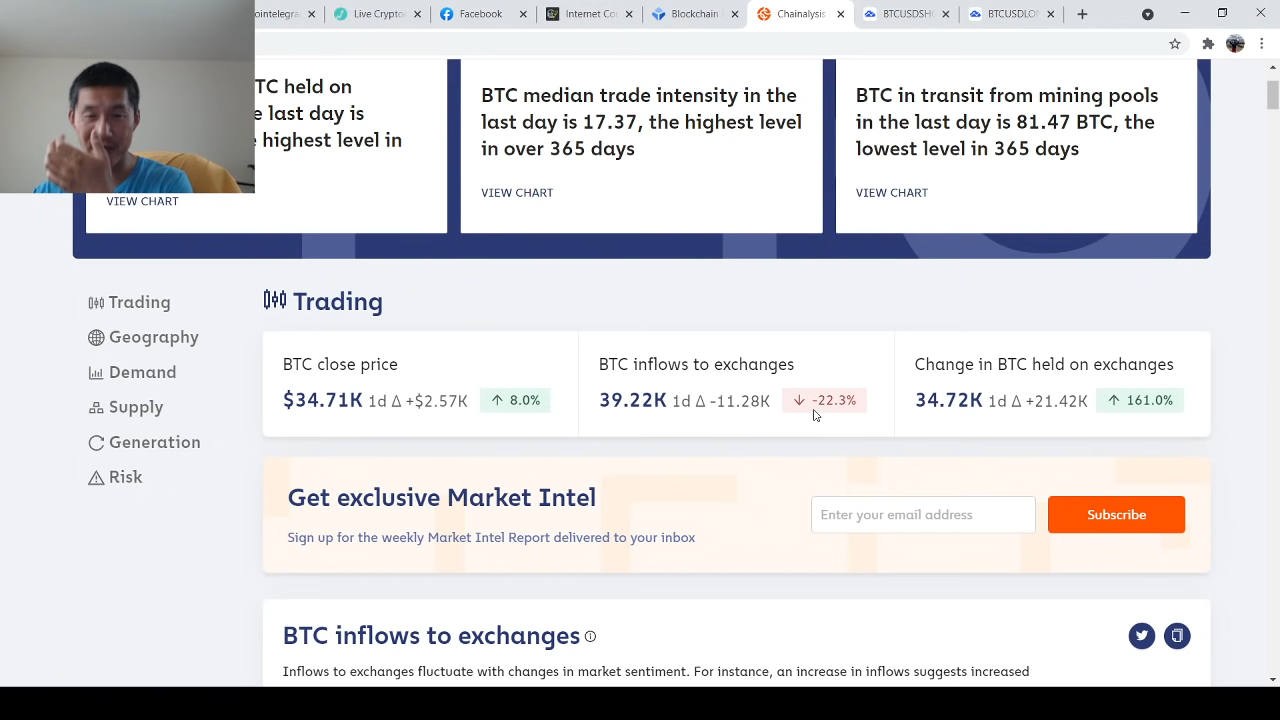 ointelegra
Live Crypto
Facebook
Internet Co
Blockchain
Chainalysis
BTCUSDSH
BTCUSDLON
TC held on
e last day is
e highest level in
VIEW CHART
BTC median trade intensity in the
last day is 17.37, the highest level
in over 365 days
VIEW CHART
BTC in transit from mining pools
in the last day is 81.47 BTC, the
lowest level in 365 days
VIEW CHART
Trading
Geography
Demand
Supply
Generation
Risk
Trading
BTC close price
$34.71K 1d Δ +$2.57K ↑ 8.0%
BTC inflows to exchanges
39.22K 1d Δ -11.28K ↓ -22.3%
Change in BTC held on exchanges
34.72K 1d Δ +21.42K ↑ 161.0%
Get exclusive Market Intel
Sign up for the weekly Market Intel Report delivered to your inbox
Enter your email address
Subscribe
BTC inflows to exchanges
Inflows to exchanges fluctuate with changes in market sentiment. For instance, an increase in inflows suggests increased